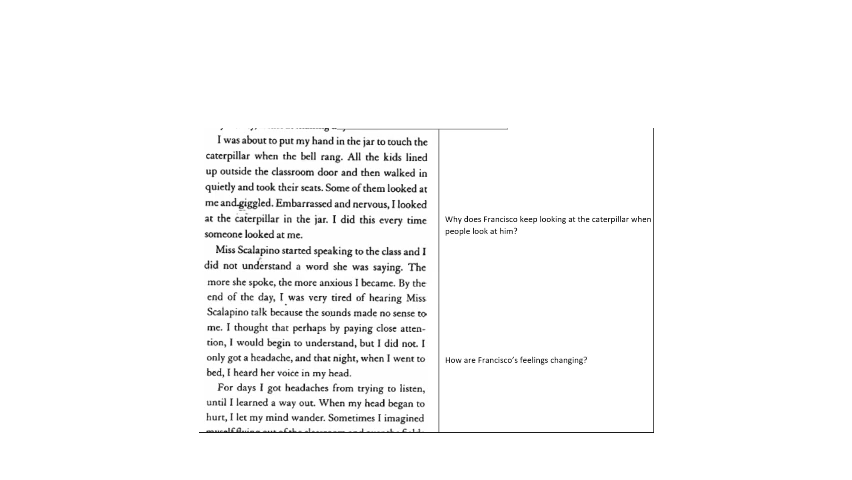 I was about to put my hand in the jar to touch the
caterpillar when the bell rang. All the kids lined
up outside the classroom door and then walked in
quietly and took their seats. Some of them looked at
me and giggled. Embarrassed and nervous, I looked
at the caterpillar in the jar. I did this every time
someone looked at me.
Miss Scalapino started speaking to the class and I
did not understand a word she was saying. The
more she spoke, the more anxious I became. By the
end of the day, I was very tired of hearing Miss
Scalapino talk because the sounds made no sense to
me. I thought that perhaps by paying close atten-
tion, I would begin to understand, but I did not. I
only got a headache, and that night, when I went to
bed, I heard her voice in my head.
For days I got headaches from trying to listen,
until I learned a way out. When my head began to
hurt, I let my mind wander. Sometimes I imagined
Why does Francisco keep looking at the caterpillar when
people look at him?
How are Francisco's feelings changing?